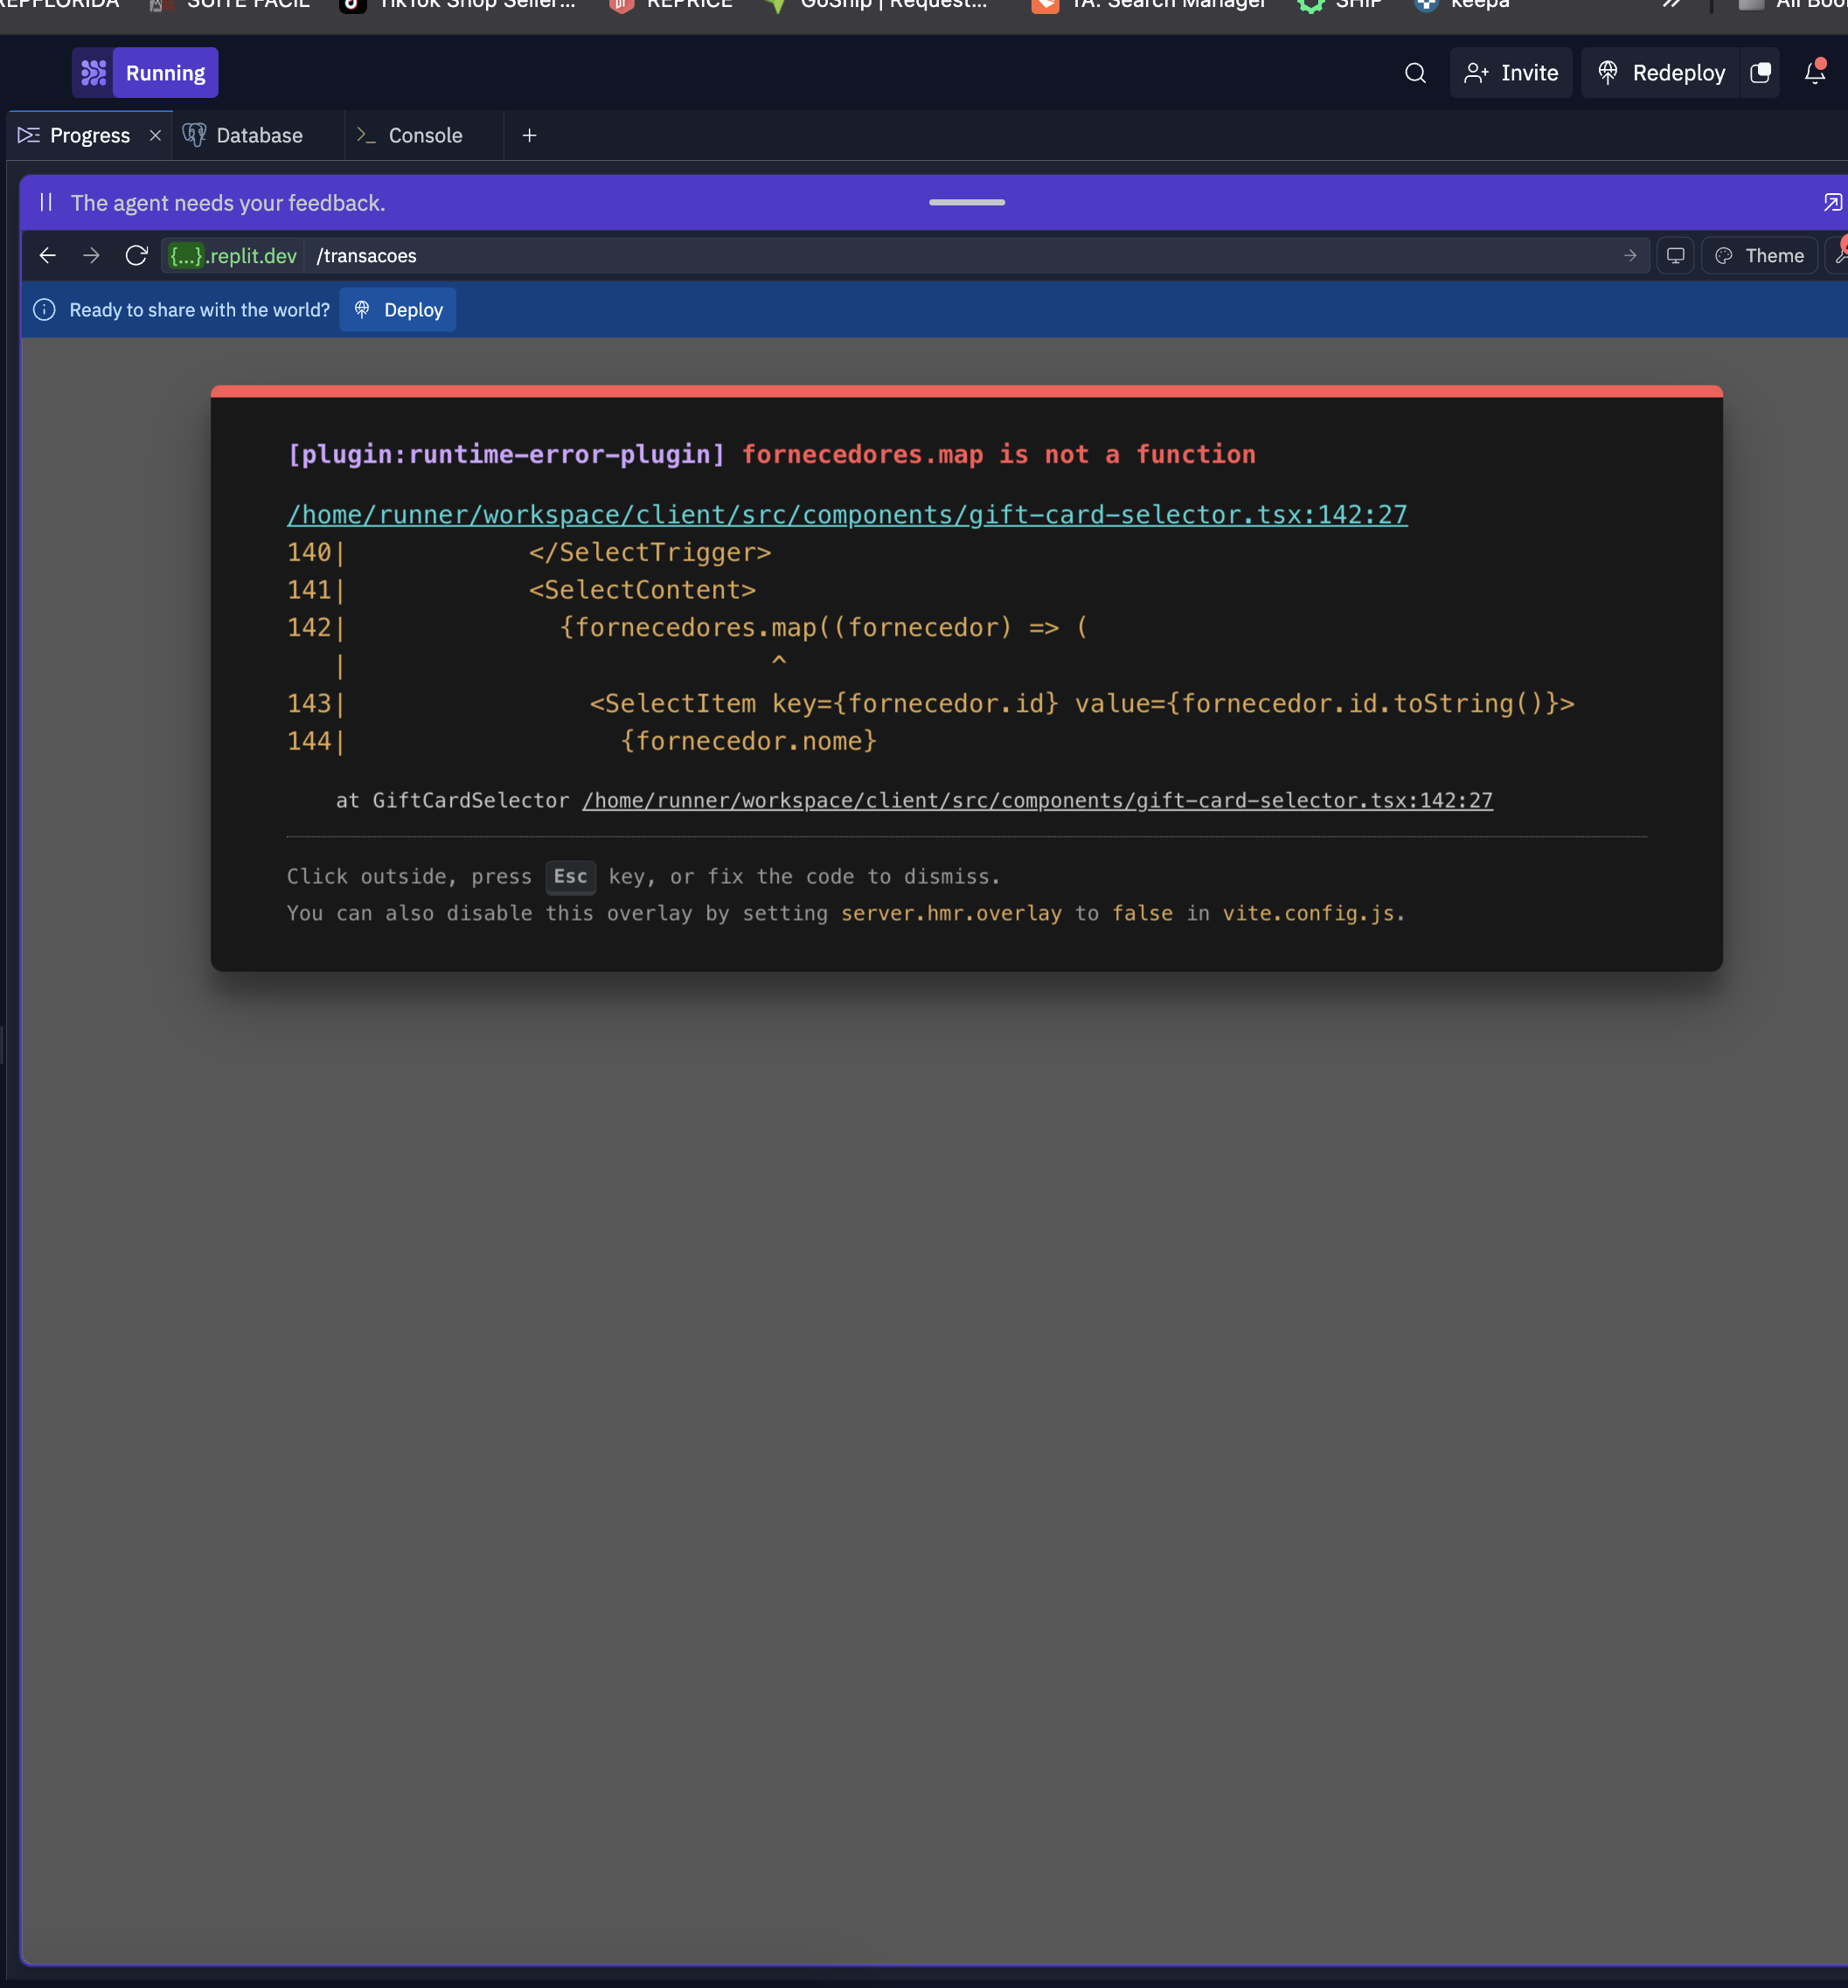 REPFLORIDA SUITE FACIL TikTok Shop Seller... REPRICE GoShip | Request... TA: Search Manager SHIP keepa
Running Invite Redeploy
Progress Database Console
The agent needs your feedback.
{...}.replit.dev /transacoes Theme
Ready to share with the world? Deploy
[plugin:runtime-error-plugin] fornecedores.map is not a function
/home/runner/workspace/client/src/components/gift-card-selector.tsx:142:27
140| </SelectTrigger>
141| <SelectContent>
142| {fornecedores.map((fornecedor) => (
| ^
143| <SelectItem key={fornecedor.id} value={fornecedor.id.toString()}>
144| {fornecedor.nome}
at GiftCardSelector /home/runner/workspace/client/src/components/gift-card-selector.tsx:142:27
Click outside, press Esc key, or fix the code to dismiss.
You can also disable this overlay by setting server.hmr.overlay to false in vite.config.js.